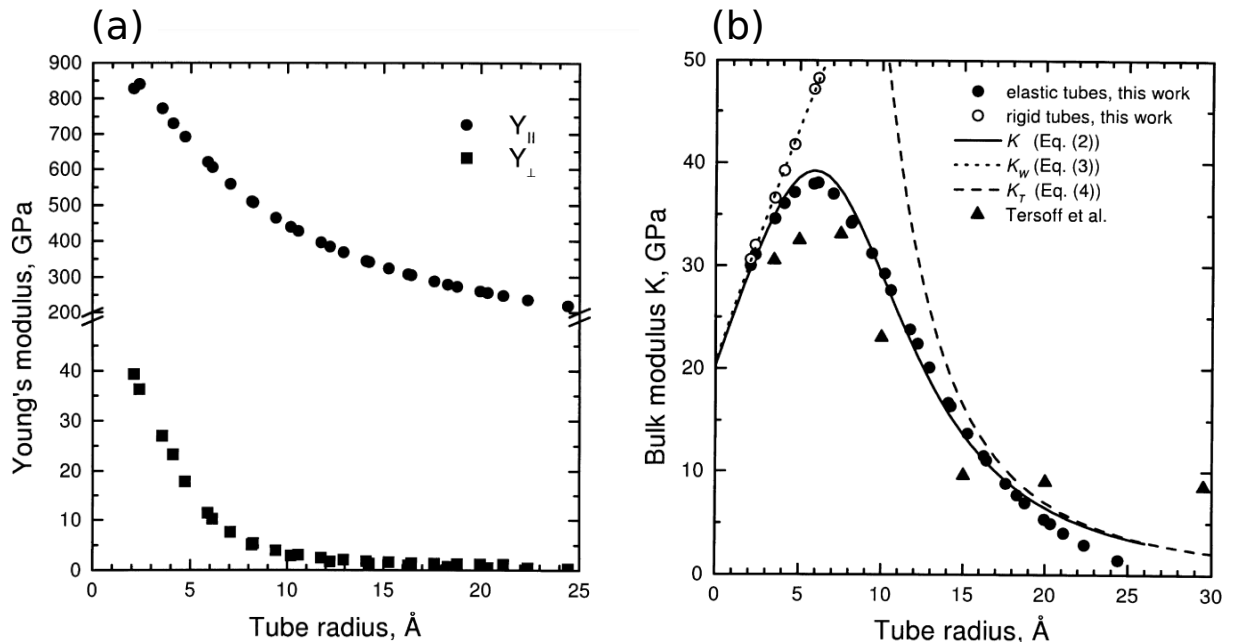 (a)
900
800
700
600
500
400
300
200
40
30
20
10
0
Young's modulus, GPa
Y||
Y⊥
0 5 10 15 20 25
Tube radius, Å
(b)
50
40
30
20
10
0
Bulk modulus K, GPa
elastic tubes, this work
rigid tubes, this work
K (Eq. (2))
K_W (Eq. (3))
K_T (Eq. (4))
Tersoff et al.
0 5 10 15 20 25 30
Tube radius, Å